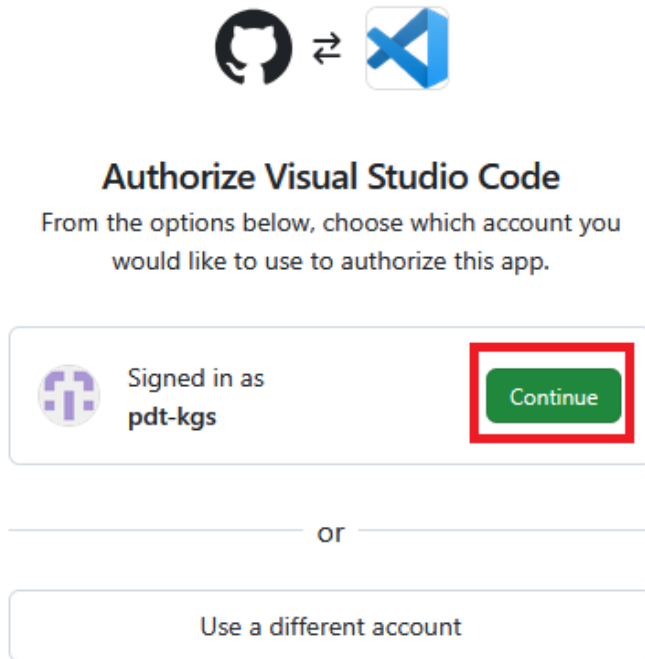 Authorize Visual Studio Code
From the options below, choose which account you
would like to use to authorize this app.
Signed in as
pdt-kgs
Continue
or
Use a different account